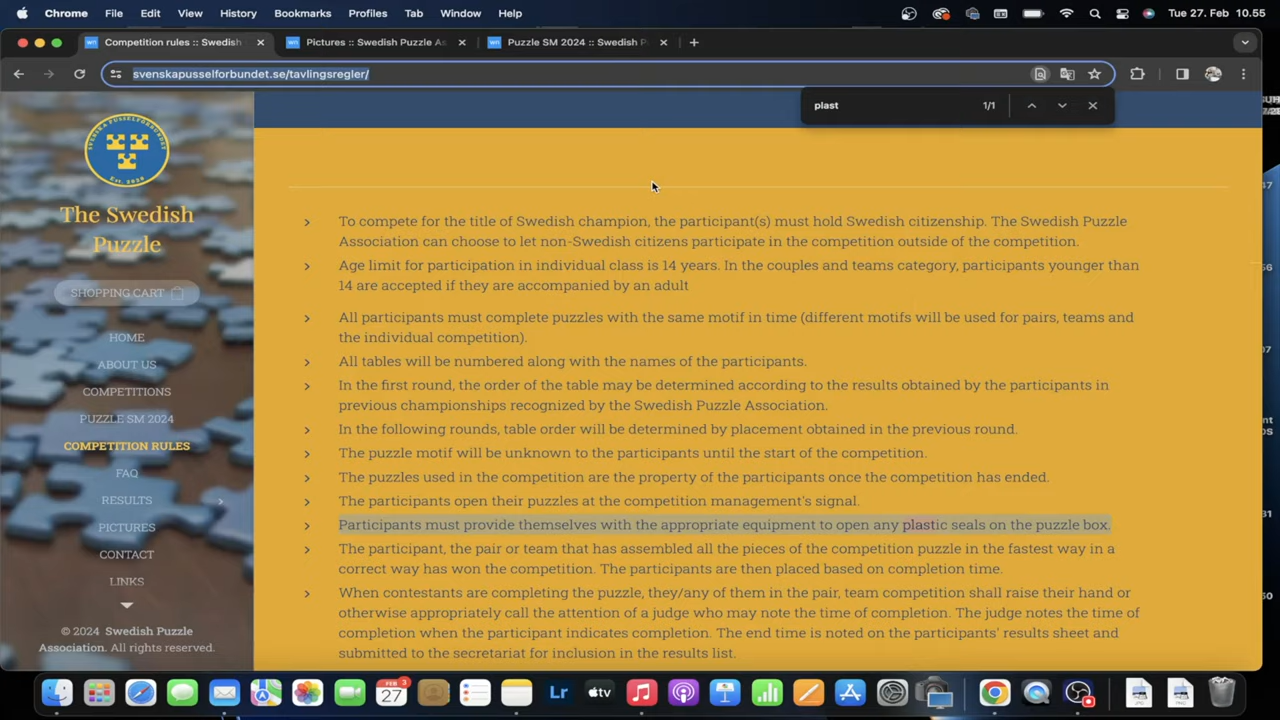 Chrome File Edit View History Bookmarks Profiles Tab Window Help Tue 27. Feb 10.55
Competition rules :: Swedish Pictures :: Swedish Puzzle As Puzzle SM 2024 :: Swedish P
svenskapusselforbundet.se/tavlingsregler/
plast 1/1
SVENSKA PUSSELFÖRBUNDET
Est. 2020
The Swedish
Puzzle
SHOPPING CART
HOME
ABOUT US
COMPETITIONS
PUZZLE SM 2024
COMPETITION RULES
FAQ
RESULTS
PICTURES
CONTACT
LINKS
© 2024 Swedish Puzzle
Association. All rights reserved.
To compete for the title of Swedish champion, the participant(s) must hold Swedish citizenship. The Swedish Puzzle
Association can choose to let non-Swedish citizens participate in the competition outside of the competition.
Age limit for participation in individual class is 14 years. In the couples and teams category, participants younger than
14 are accepted if they are accompanied by an adult
All participants must complete puzzles with the same motif in time (different motifs will be used for pairs, teams and
the individual competition).
All tables will be numbered along with the names of the participants.
In the first round, the order of the table may be determined according to the results obtained by the participants in
previous championships recognized by the Swedish Puzzle Association.
In the following rounds, table order will be determined by placement obtained in the previous round.
The puzzle motif will be unknown to the participants until the start of the competition.
The puzzles used in the competition are the property of the participants once the competition has ended.
The participants open their puzzles at the competition management's signal.
Participants must provide themselves with the appropriate equipment to open any plastic seals on the puzzle box.
The participant, the pair or team that has assembled all the pieces of the competition puzzle in the fastest way in a
correct way has won the competition. The participants are then placed based on completion time.
When contestants are completing the puzzle, they/any of them in the pair, team competition shall raise their hand or
otherwise appropriately call the attention of a judge who may note the time of completion. The judge notes the time of
completion when the participant indicates completion. The end time is noted on the participants' results sheet and
submitted to the secretariat for inclusion in the results list.
47
56
07
31
50
FEB 3
27
Lr
tv